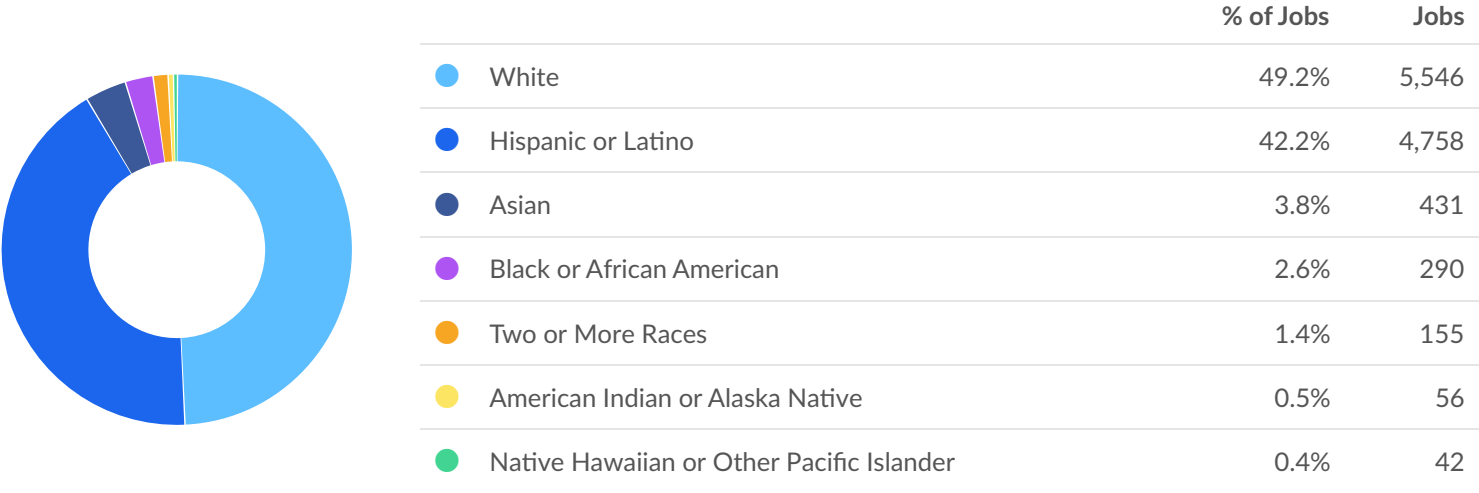 % of Jobs Jobs
White 49.2% 5,546
Hispanic or Latino 42.2% 4,758
Asian 3.8% 431
Black or African American 2.6% 290
Two or More Races 1.4% 155
American Indian or Alaska Native 0.5% 56
Native Hawaiian or Other Pacific Islander 0.4% 42